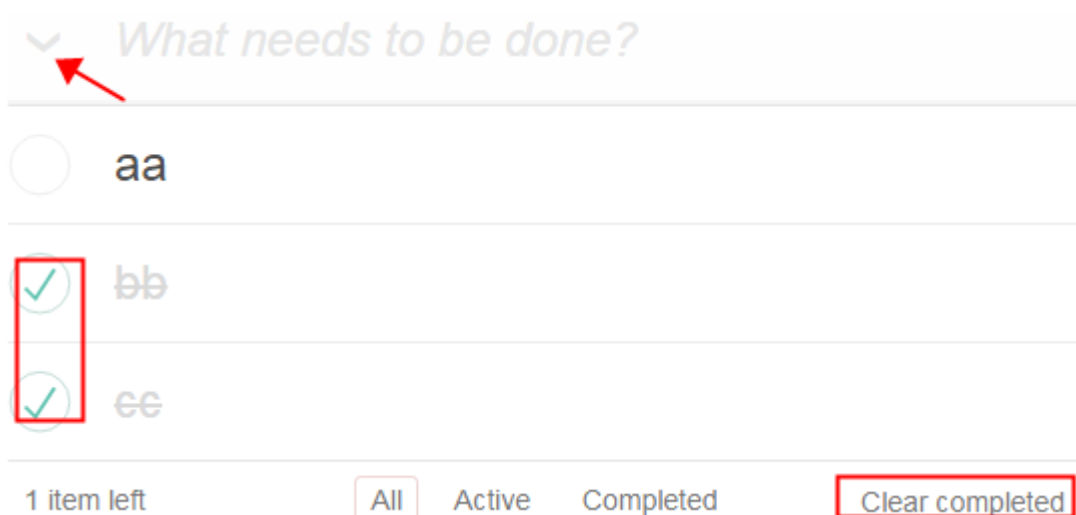 What needs to be done?
aa
bb
cc
1 item left All Active Completed Clear completed